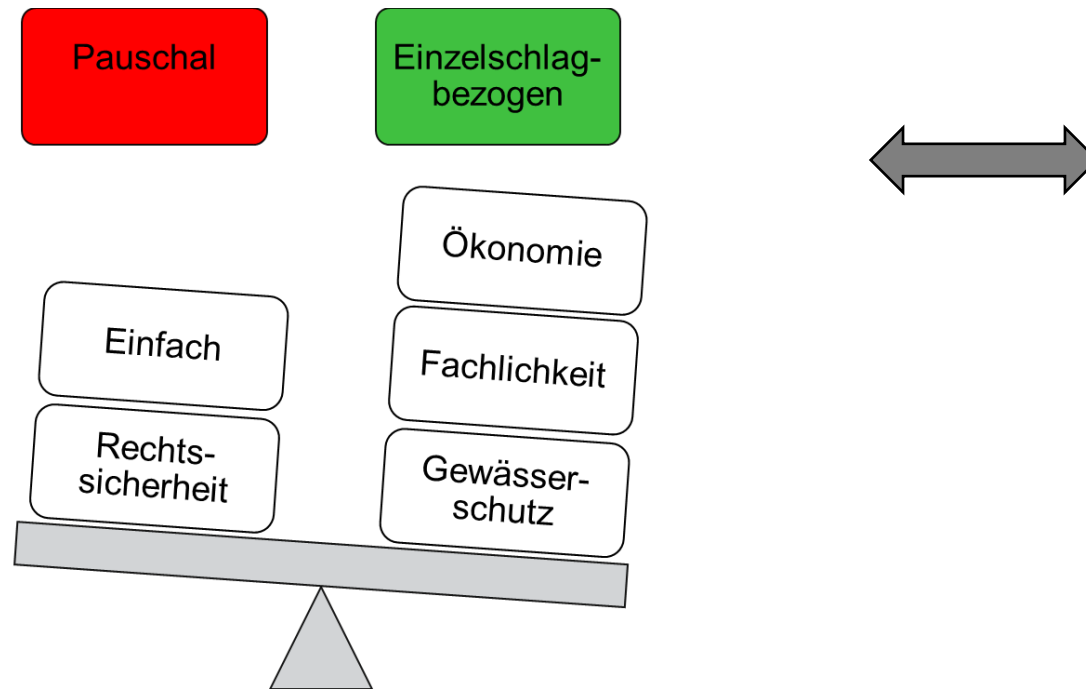 Pauschal
Einzelschlag-
bezogen
Ökonomie
Einfach
Fachlichkeit
Rechts-
sicherheit
Gewässer-
schutz